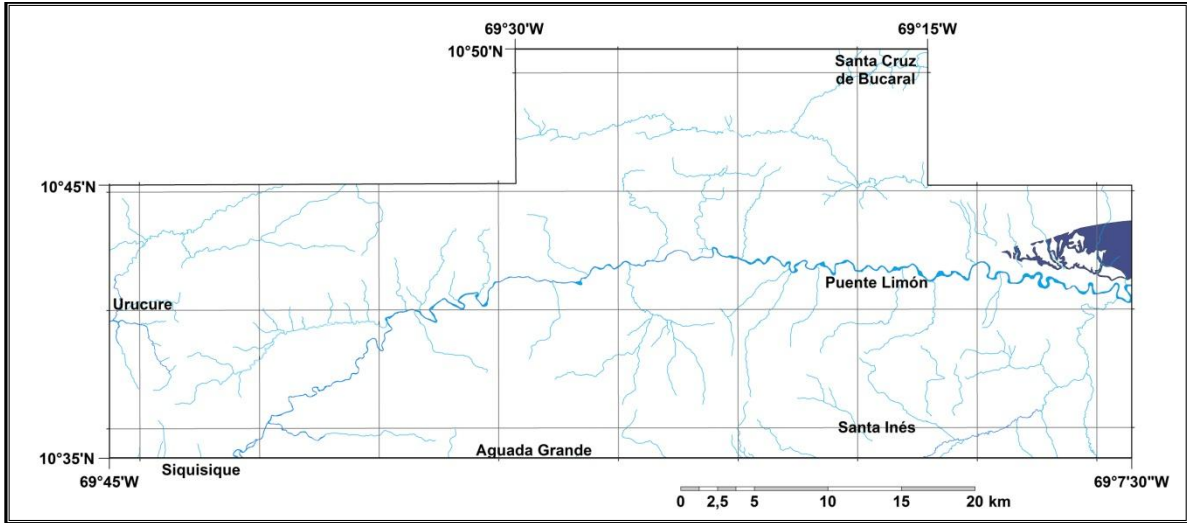 69°30'W
69°15'W
10°50'N
Santa Cruz
de Bucaral
10°45'N
Urucure
Puente Limón
Santa Inés
Aguada Grande
10°35'N
Siquisique
69°45'W
69°7'30"W
0 2,5 5 10 15 20 km